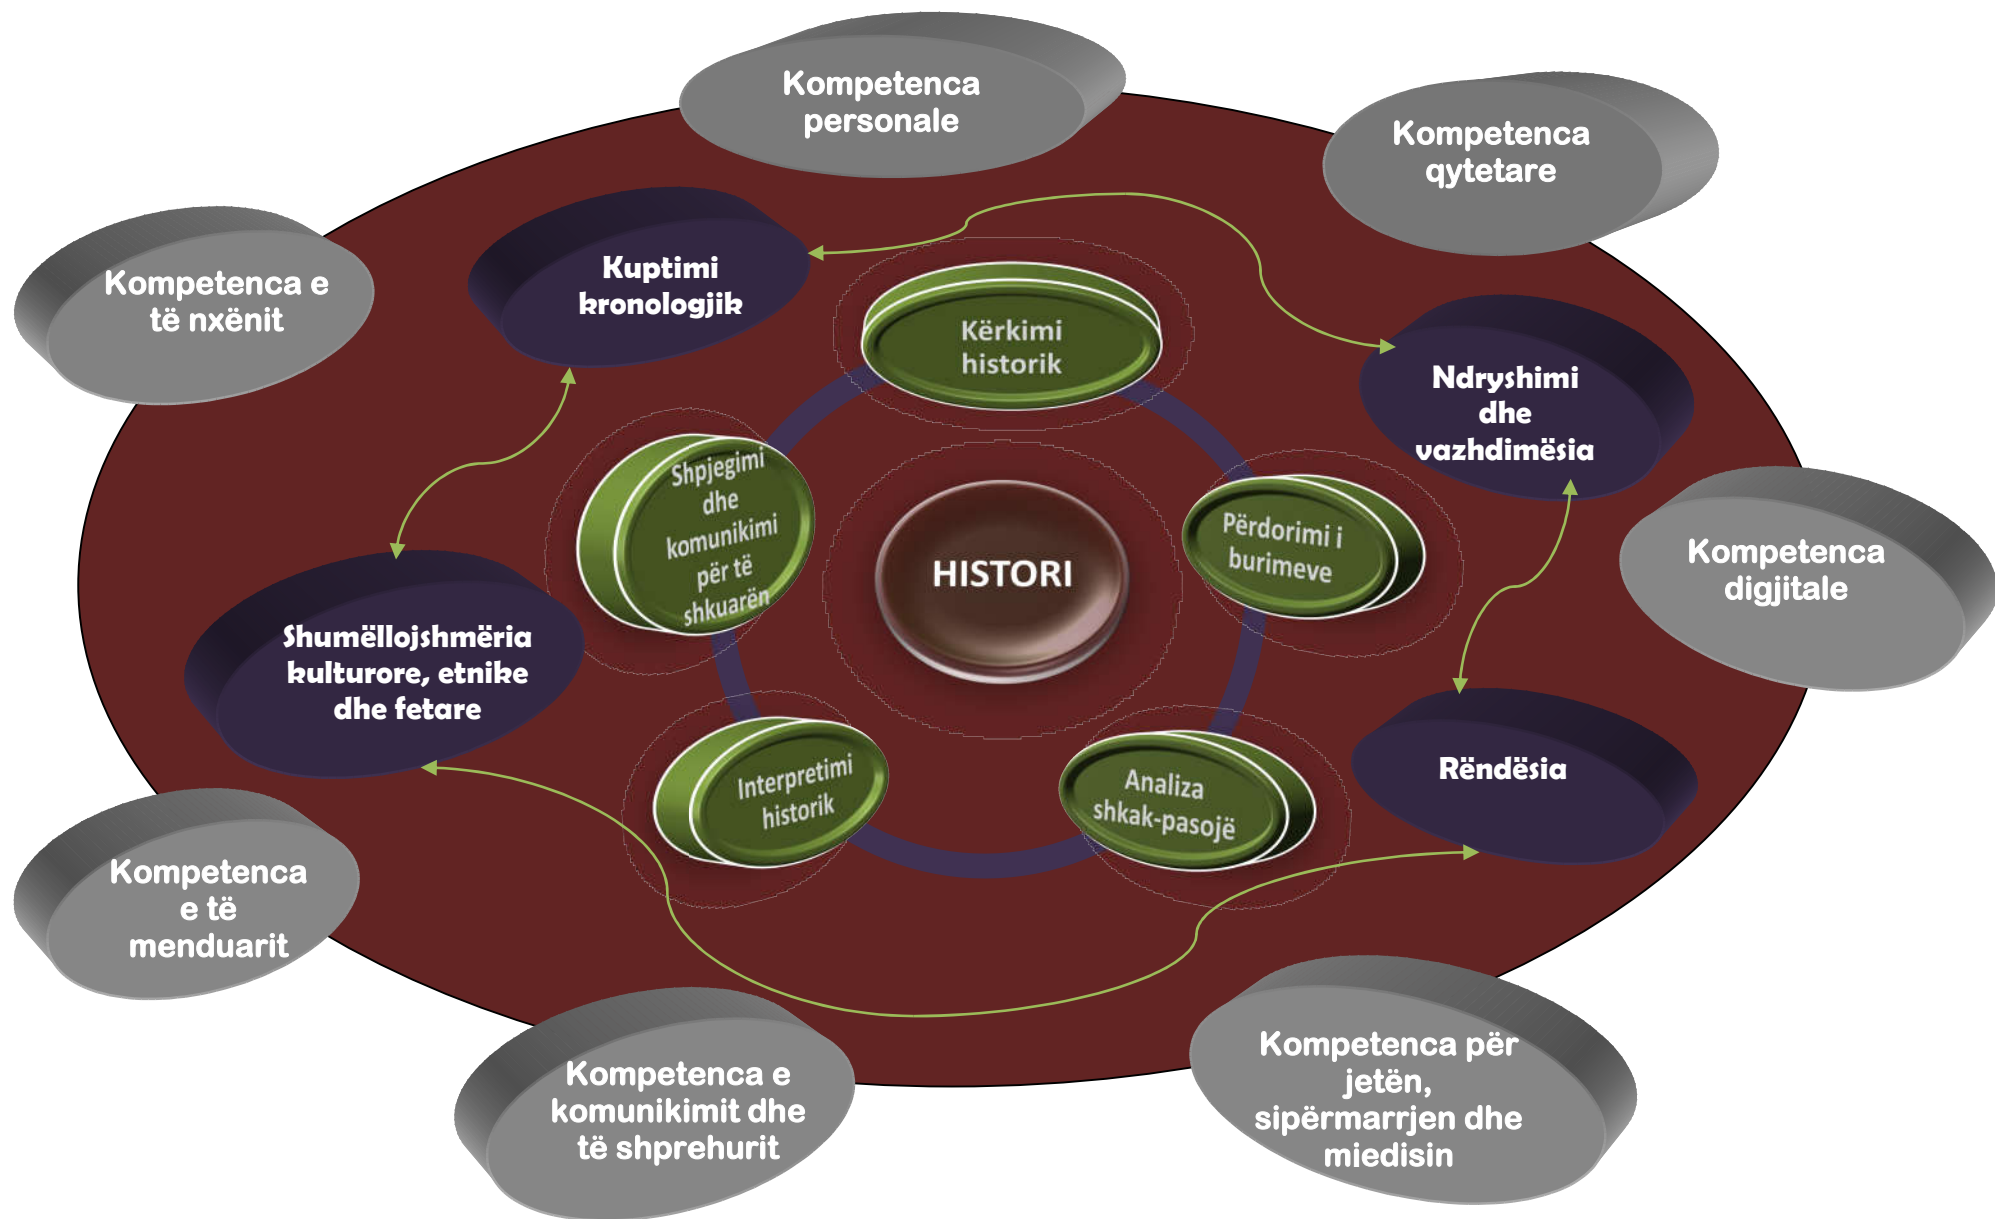 Kompetenca
personale
Kompetenca
qytetare
Kompetenca e
të nxënit
Kuptimi
kronologjik
Kërkimi
historik
Ndryshimi
dhe
vazhdimësia
Shpjegimi
dhe
komunikimi
për të
shkuarën
HISTORI
Përdorimi i
burimeve
Kompetenca
digjitale
Shumëllojshmëria
kulturore, etnike
dhe fetare
Interpretimi
historik
Analiza
shkak-pasojë
Rëndësia
Kompetenca
e të
menduarit
Kompetenca e
komunikimit dhe
të shprehurit
Kompetenca për
jetën,
sipërmarrjen dhe
miedisin